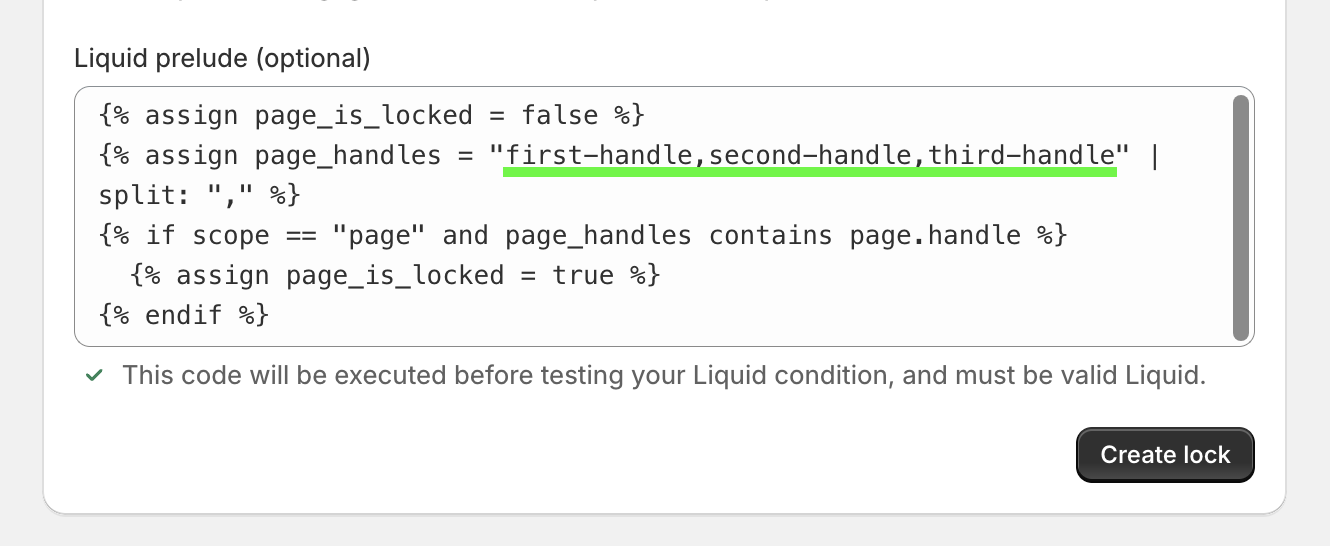 Liquid prelude (optional)
{% assign page_is_locked = false %}
{% assign page_handles = "first-handle,second-handle,third-handle" |
split: "," %}
{% if scope == "page" and page_handles contains page.handle %}
  {% assign page_is_locked = true %}
{% endif %}
This code will be executed before testing your Liquid condition, and must be valid Liquid.
Create lock